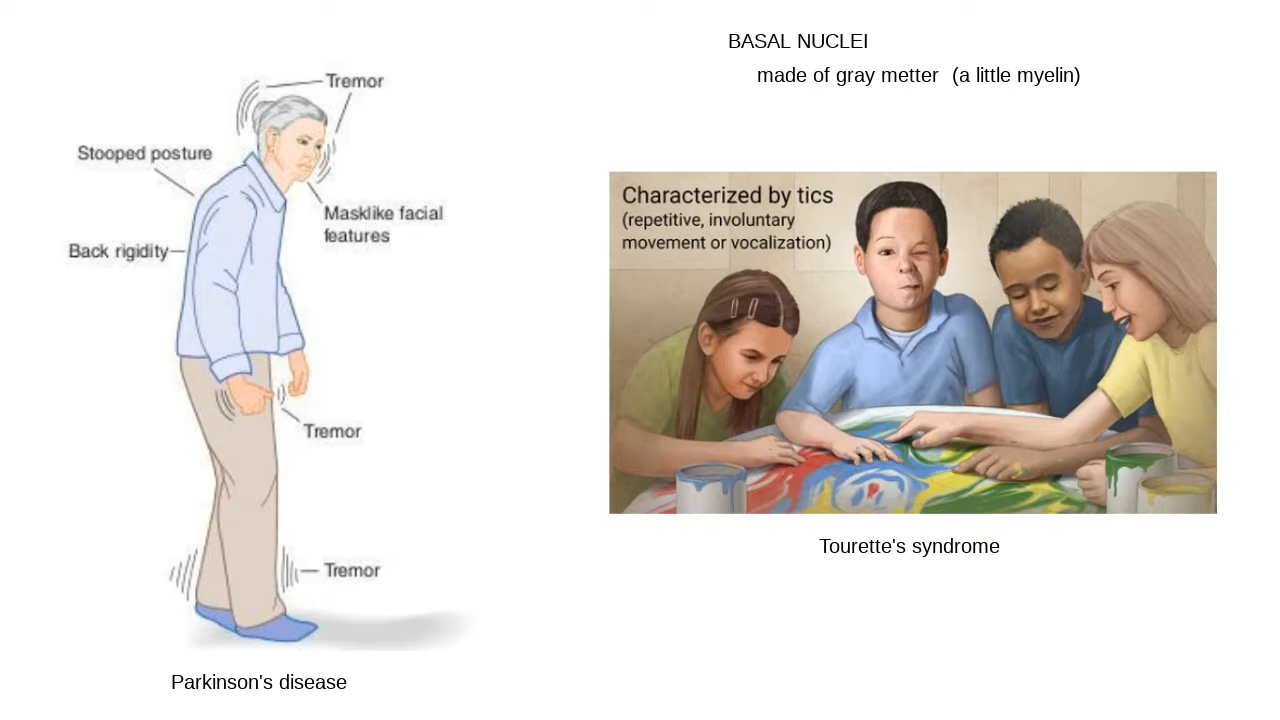 BASAL NUCLEI
made of gray metter (a little myelin)
Tremor
Stooped posture
Masklike facial
features
Back rigidity
Tremor
Tremor
Parkinson's disease
Characterized by tics
(repetitive, involuntary
movement or vocalization)
Tourette's syndrome